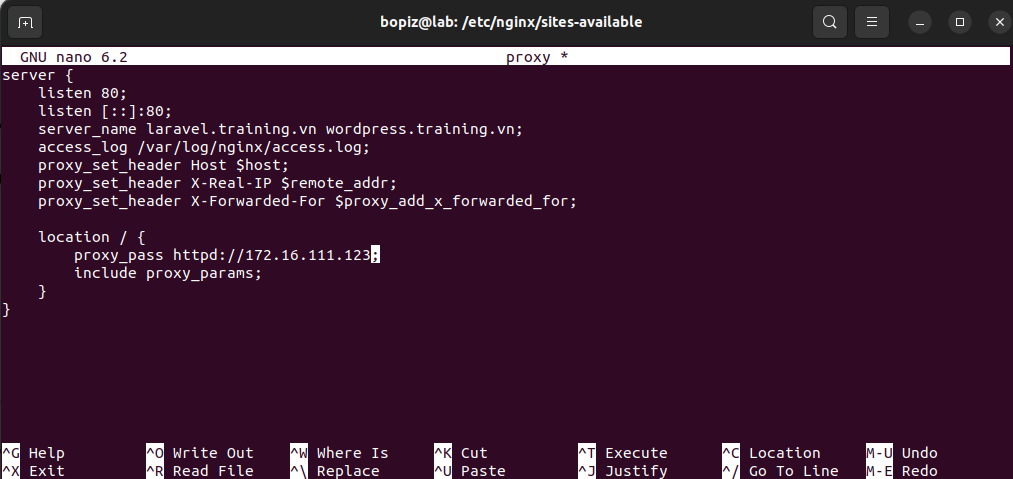 bopiz@lab: /etc/nginx/sites-available
GNU nano 6.2 proxy *
server {
    listen 80;
    listen [::]:80;
    server_name laravel.training.vn wordpress.training.vn;
    access_log /var/log/nginx/access.log;
    proxy_set_header Host $host;
    proxy_set_header X-Real-IP $remote_addr;
    proxy_set_header X-Forwarded-For $proxy_add_x_forwarded_for;

    location / {
        proxy_pass httpd://172.16.111.123;
        include proxy_params;
    }
}
^G Help ^O Write Out ^W Where Is ^K Cut ^T Execute ^C Location M-U Undo
^X Exit ^R Read File ^\ Replace ^U Paste ^J Justify ^/ Go To Line M-E Redo